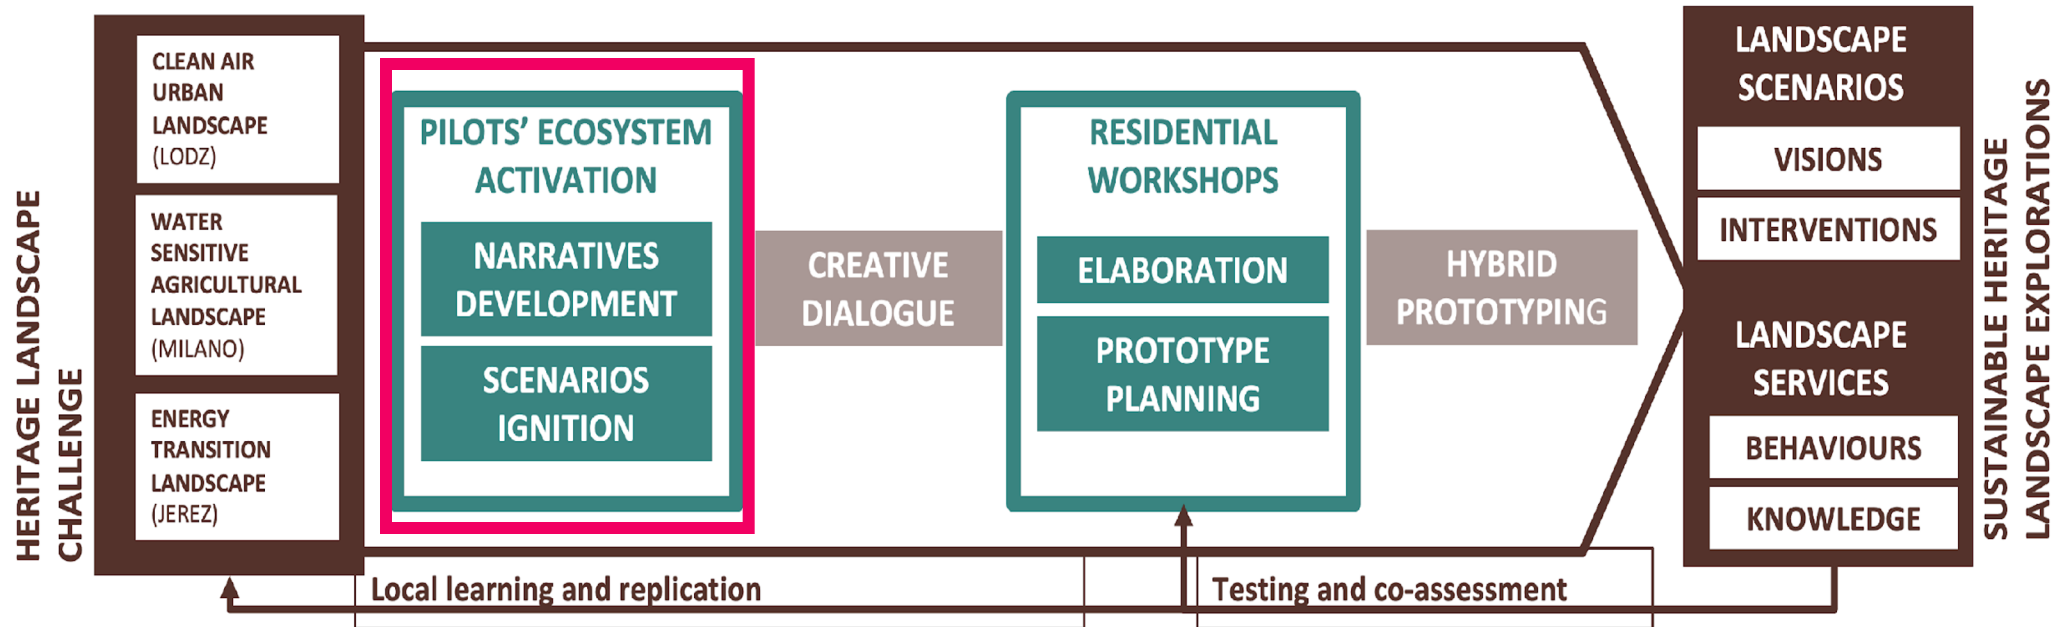 HERITAGE LANDSCAPE
CHALLENGE
CLEAN AIR
URBAN
LANDSCAPE
(LODZ)
WATER
SENSITIVE
AGRICULTURAL
LANDSCAPE
(MILANO)
ENERGY
TRANSITION
LANDSCAPE
(JEREZ)
PILOTS’ ECOSYSTEM
ACTIVATION
NARRATIVES
DEVELOPMENT
SCENARIOS
IGNITION
CREATIVE
DIALOGUE
RESIDENTIAL
WORKSHOPS
ELABORATION
PROTOTYPE
PLANNING
HYBRID
PROTOTYPING
LANDSCAPE
SCENARIOS
VISIONS
INTERVENTIONS
LANDSCAPE
SERVICES
BEHAVIOURS
KNOWLEDGE
SUSTAINABLE HERITAGE
LANDSCAPE EXPLORATIONS
Local learning and replication
Testing and co-assessment